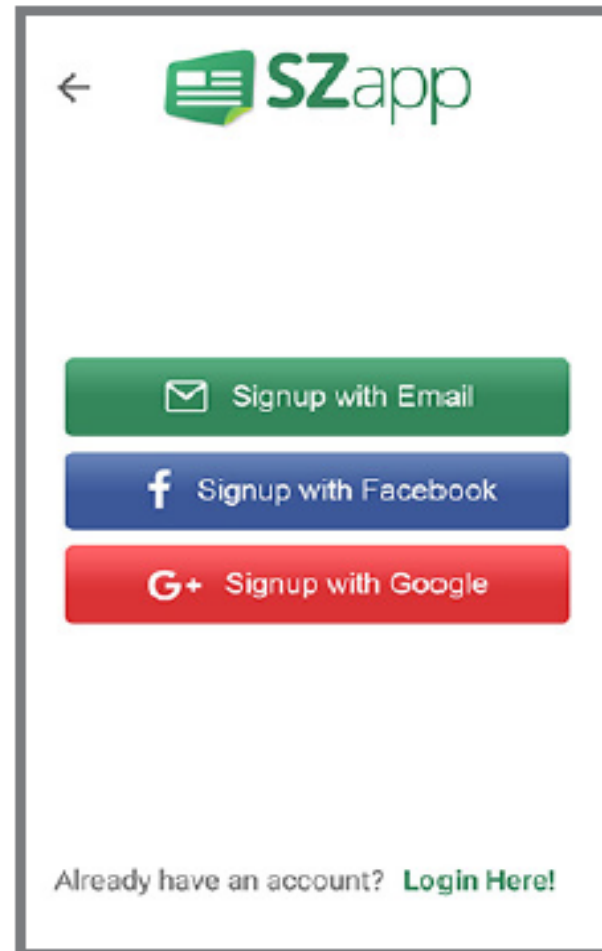 SZapp
Signup with Email
f Signup with Facebook
G+ Signup with Google
Already have an account? Login Here!